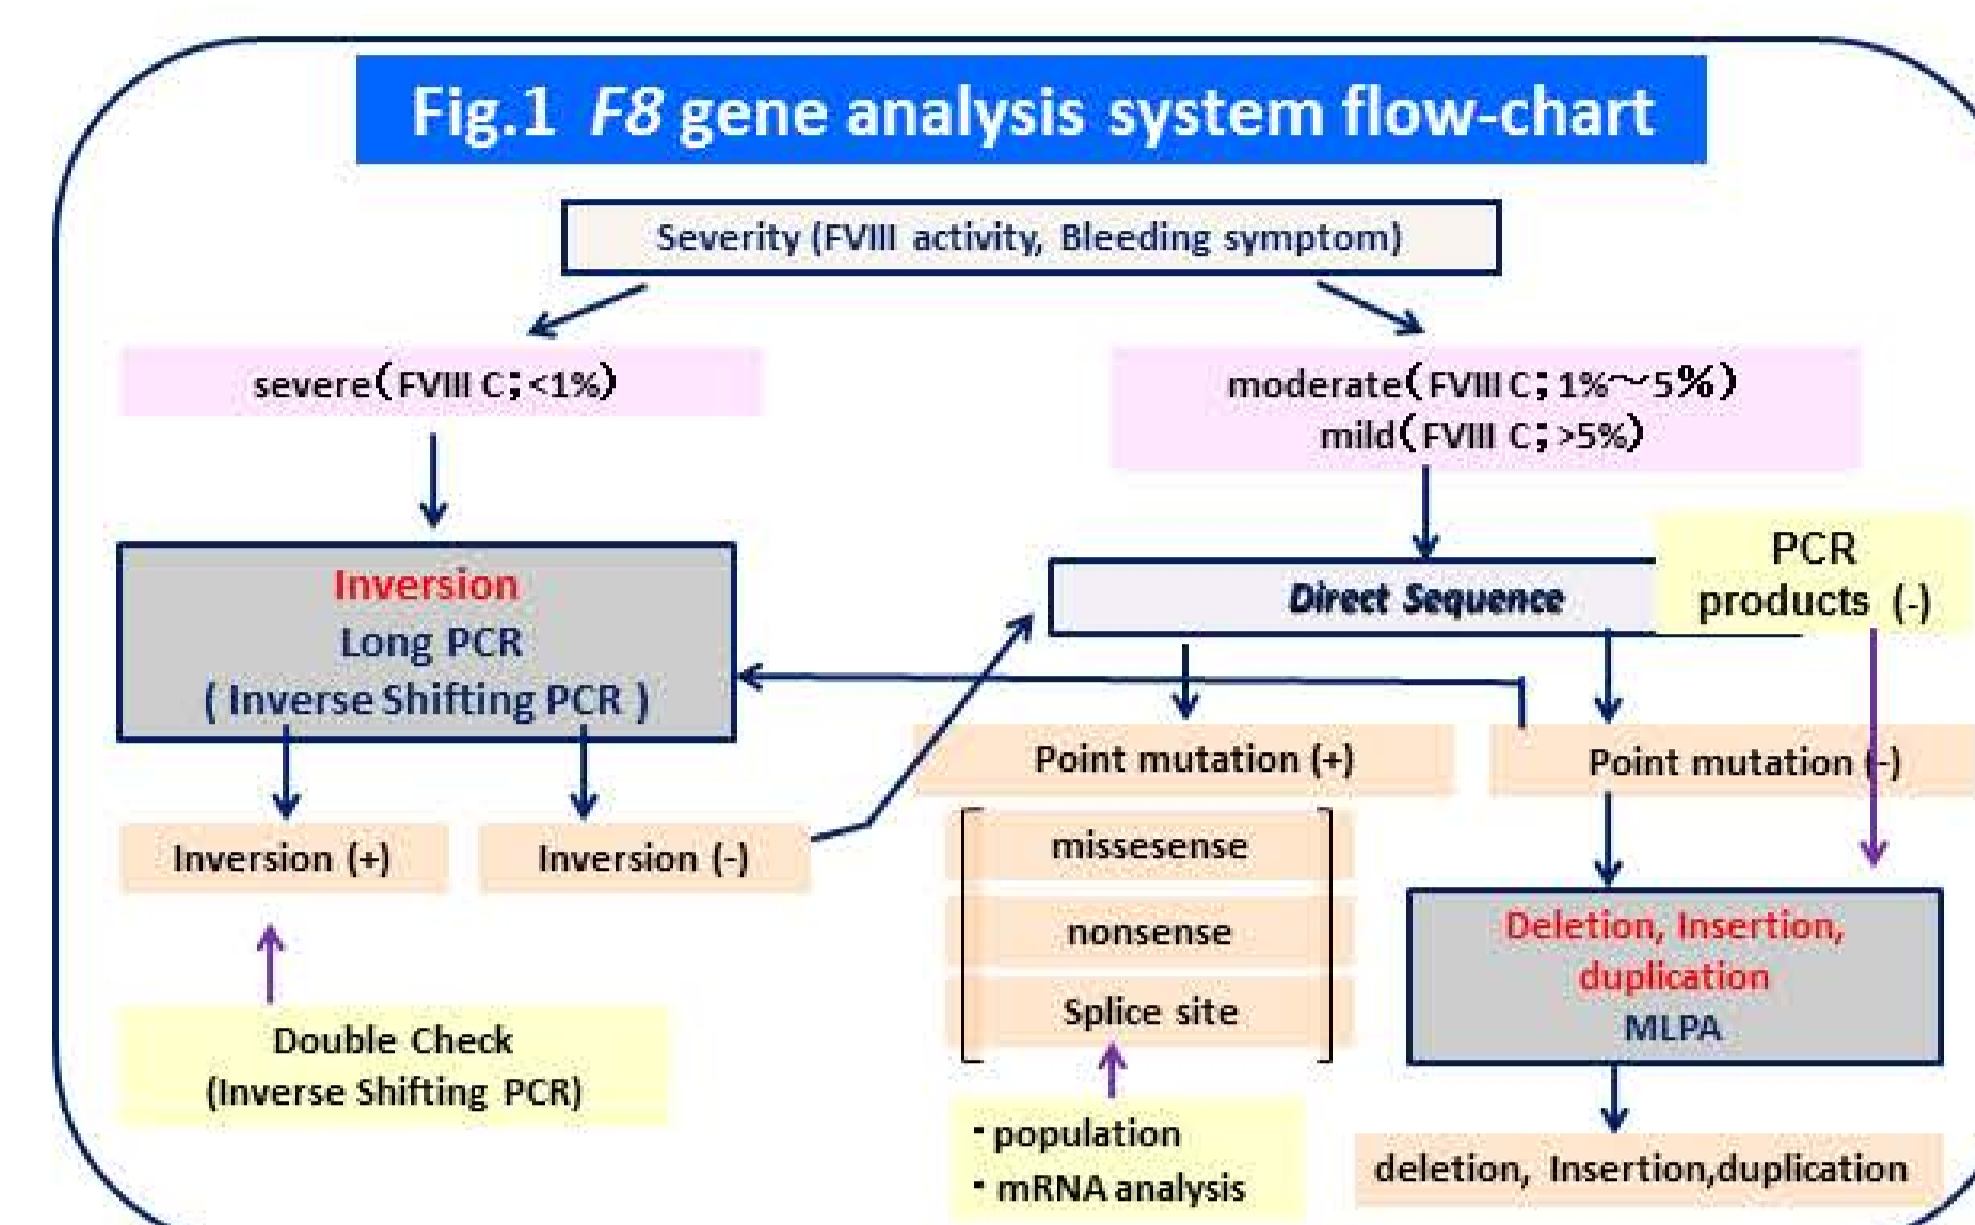 Fig.1 F8 gene analysis system flow-chart
Severity (FVIII activity, Bleeding symptom)
severe(FVIII C;<1%)
moderate(FVIII C;1%～5%)
mild(FVIII C;>5%)
Inversion
Long PCR
( Inverse Shifting PCR )
Direct Sequence
PCR
products (-)
Point mutation (+)
Point mutation (-)
Inversion (+)
Inversion (-)
missesense
nonsense
Splice site
Deletion, Insertion,
duplication
MLPA
Double Check
(Inverse Shifting PCR)
・population
・mRNA analysis
deletion, Insertion,duplication